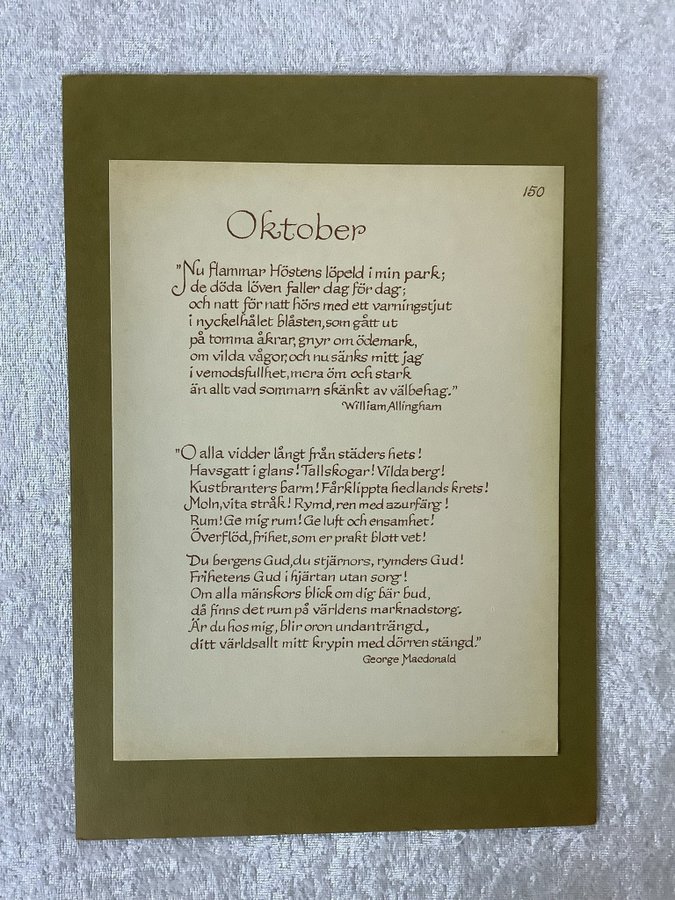 150
Oktober
"Nu flammar Höstens löpeld i min park;
de döda löven faller dag för dag;
och natt för natt hörs med ett varningstjut
i nyckelhålet blåsten, som gått ut
på tomma åkrar, gnyr om ödemark,
om vilda vågor, och nu sänks mitt jag
i vemodsfullhet, mera öm och stark
än allt vad sommarn skänkt av välbehag."
William Allingham
"O alla vidder långt från städers hets!
Havsgatt i glans! Tallskogar! Vilda berg!
Kustbranters barm! Fårklippta hedlands krets!
Moln, vita stråk! Rymd, ren med azurfärg!
Rum! Ge mig rum! Ge luft och ensamhet!
Överflöd, frihet, som er prakt blott vet!
Du bergens Gud, du stjärnors, rymders Gud!
Frihetens Gud i hjärtan utan sorg!
Om alla mänskors blick om dig bär bud,
då finns det rum på världens marknadstorg.
Är du hos mig, blir oron undanträngd,
ditt världsallt mitt krypin med dörren stängd."
George Macdonald